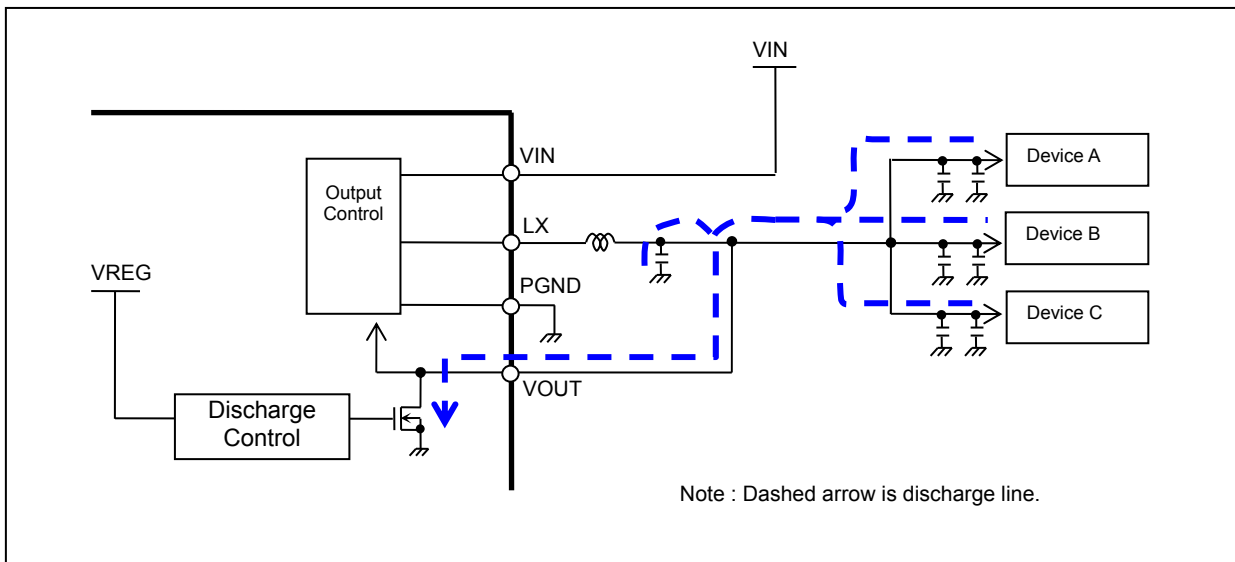 VIN
VIN
Output
Control
LX
VREG
PGND
VOUT
Discharge
Control
Device A
Device B
Device C
Note : Dashed arrow is discharge line.